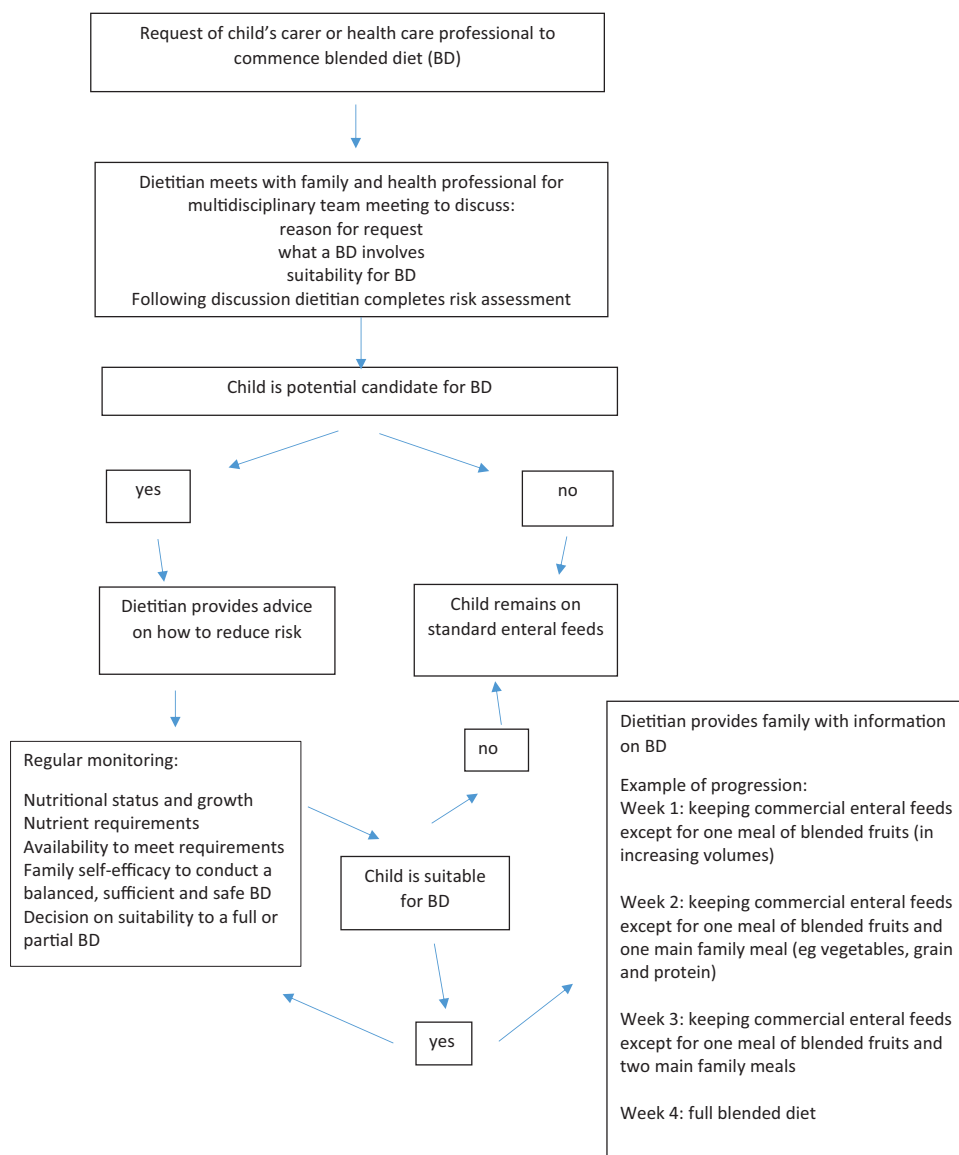 Request of child's carer or health care professional to
commence blended diet (BD)
Dietitian meets with family and health professional for
multidisciplinary team meeting to discuss:
reason for request
what a BD involves
suitability for BD
Following discussion dietitian completes risk assessment
Child is potential candidate for BD
yes
no
Dietitian provides advice
on how to reduce risk
Child remains on
standard enteral feeds
no
Regular monitoring:
Nutritional status and growth
Nutrient requirements
Availability to meet requirements
Family self-efficacy to conduct a
balanced, sufficient and safe BD
Decision on suitability to a full or
partial BD
Child is suitable
for BD
yes
Dietitian provides family with information
on BD
Example of progression:
Week 1: keeping commercial enteral feeds
except for one meal of blended fruits (in
increasing volumes)
Week 2: keeping commercial enteral feeds
except for one meal of blended fruits and
one main family meal (eg vegetables, grain
and protein)
Week 3: keeping commercial enteral feeds
except for one meal of blended fruits and
two main family meals
Week 4: full blended diet